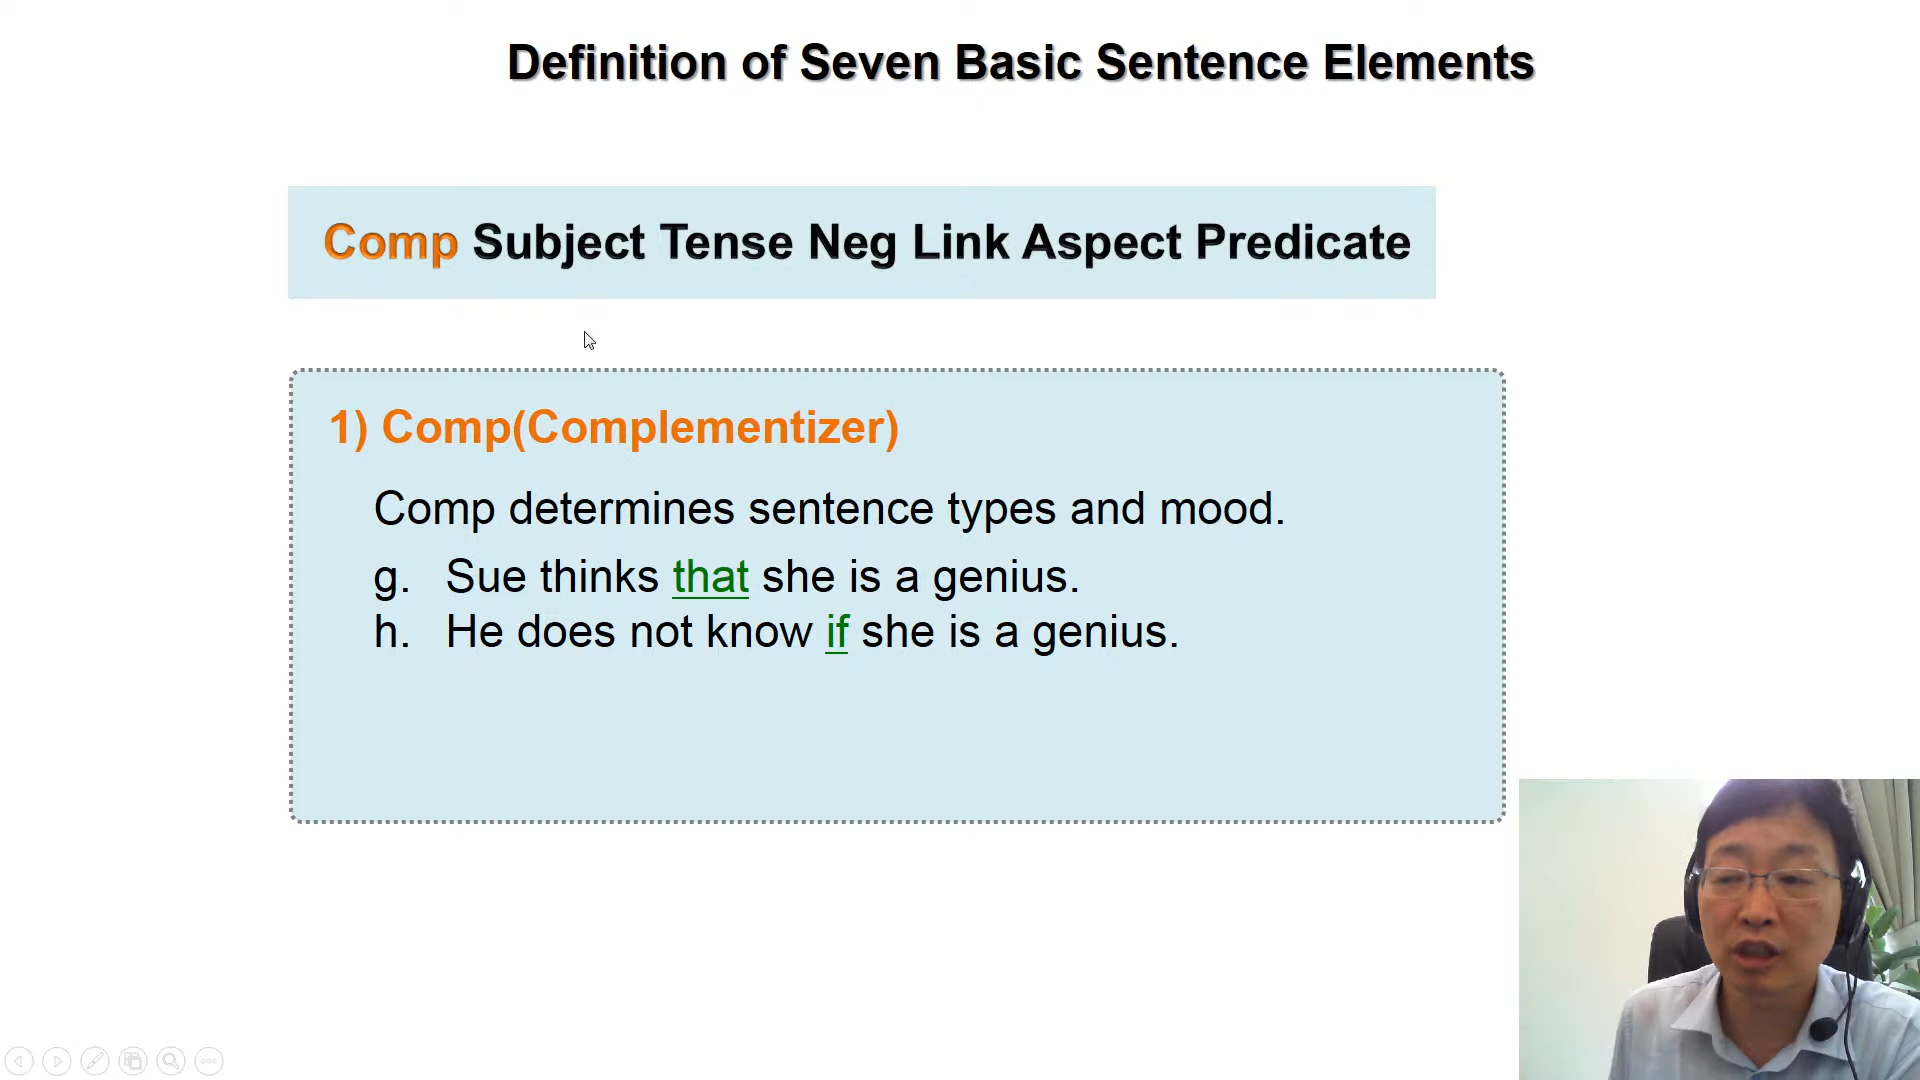 Definition of Seven Basic Sentence Elements
Comp Subject Tense Neg Link Aspect Predicate
1) Comp(Complementizer)
Comp determines sentence types and mood.
g. Sue thinks that she is a genius.
h. He does not know if she is a genius.